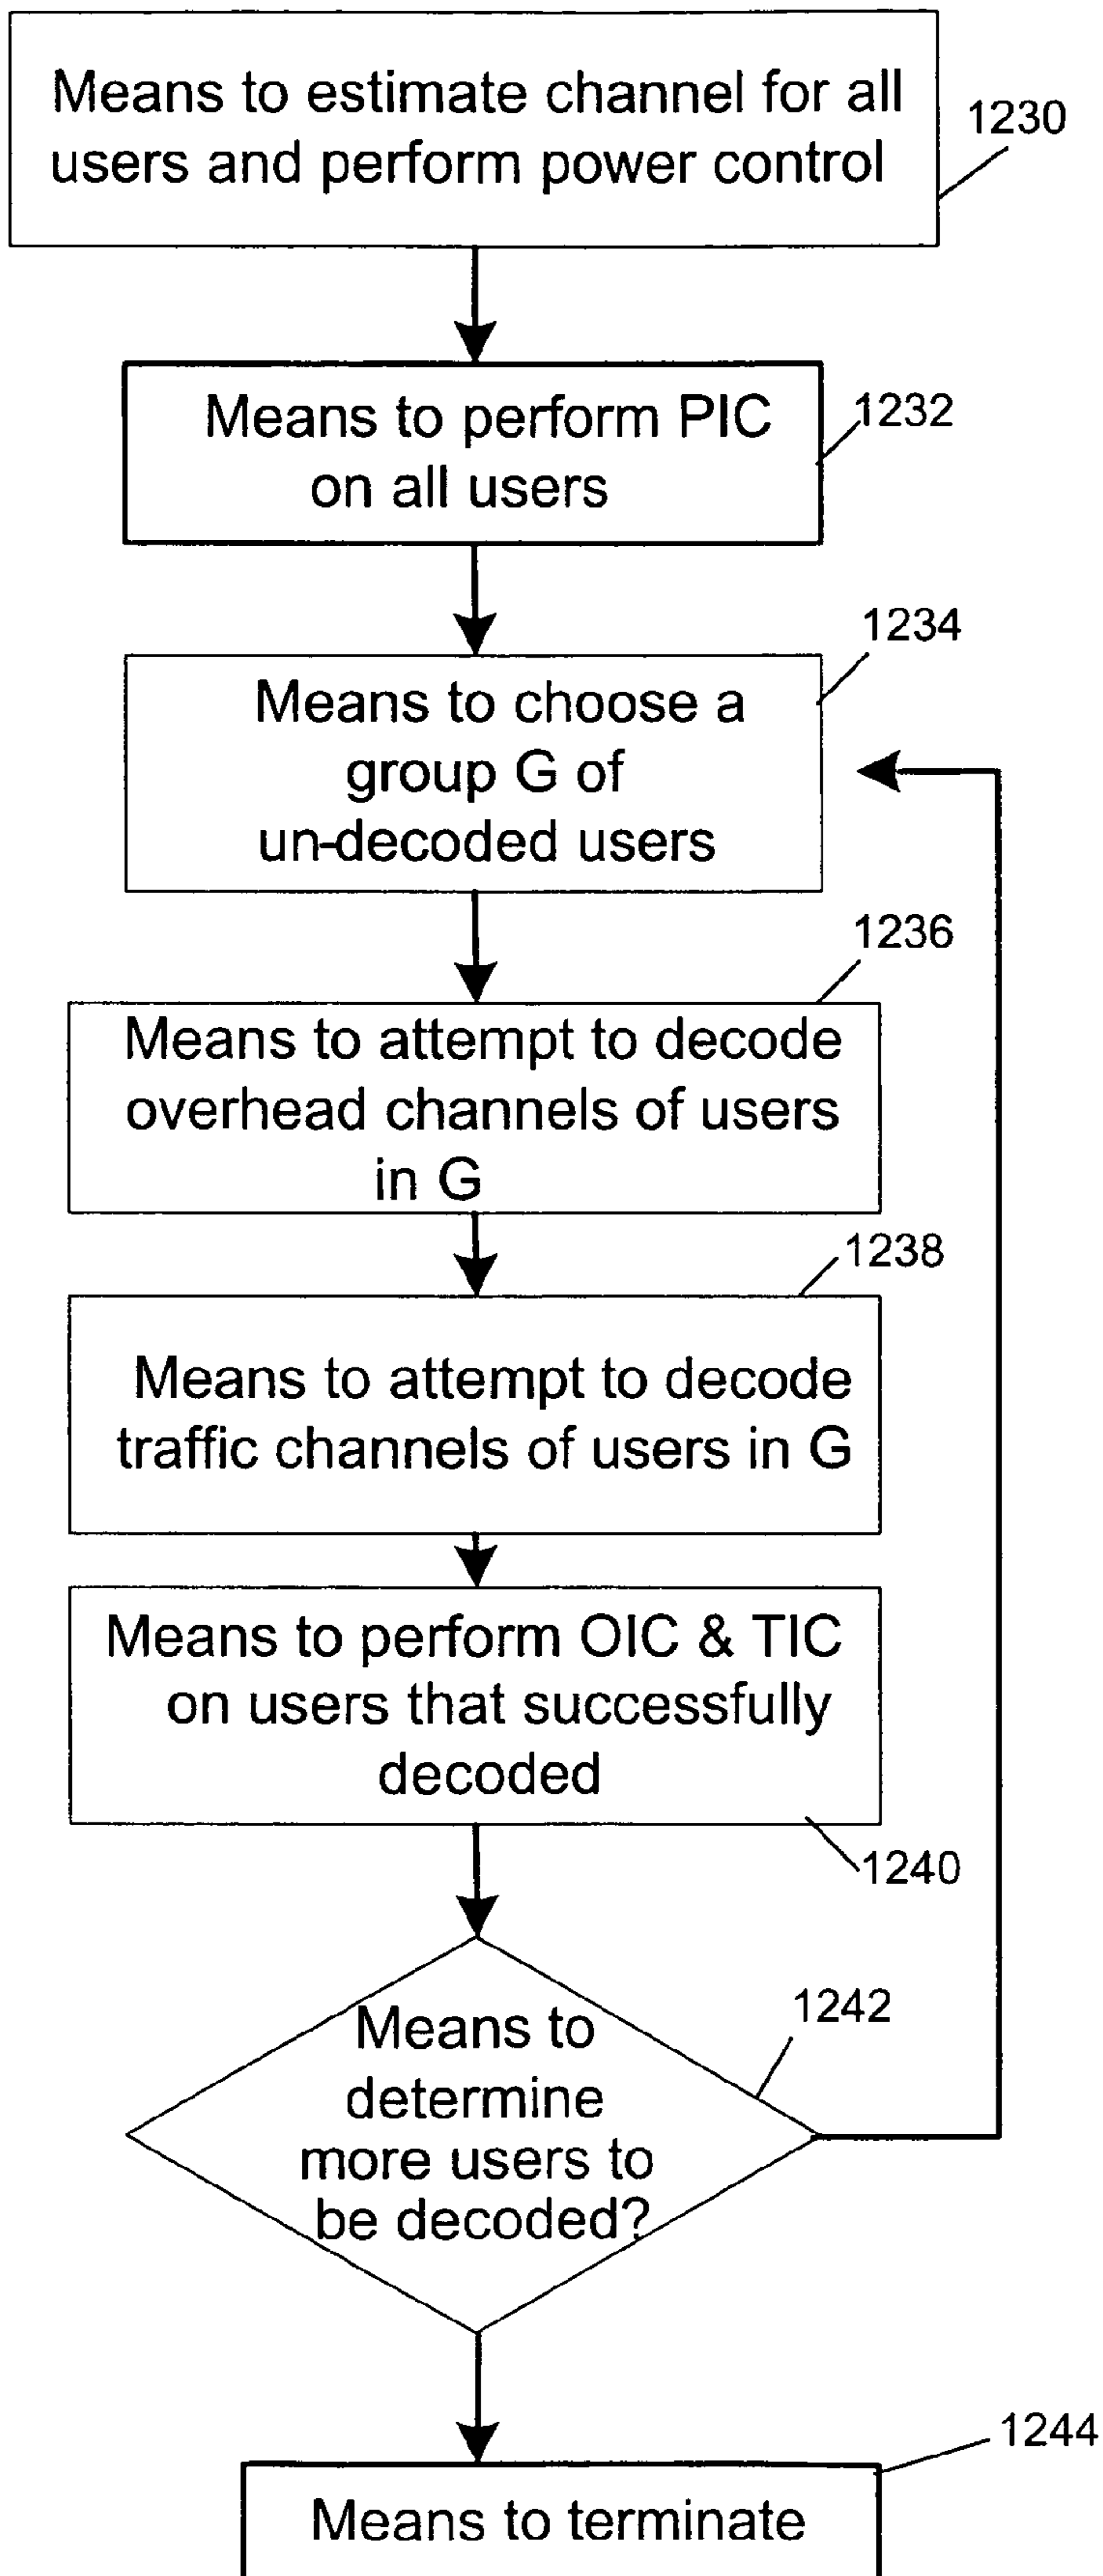 Means to estimate channel for all
users and perform power control
1230
Means to perform PIC
on all users
1232
1234
Means to choose a
group G of
un-decoded users
1236
Means to attempt to decode
overhead channels of users
in G
1238
Means to attempt to decode
traffic channels of users in G
Means to perform OIC & TIC
on users that successfully
decoded
1240
1242
Means to
determine
more users to
be decoded?
1244
Means to terminate